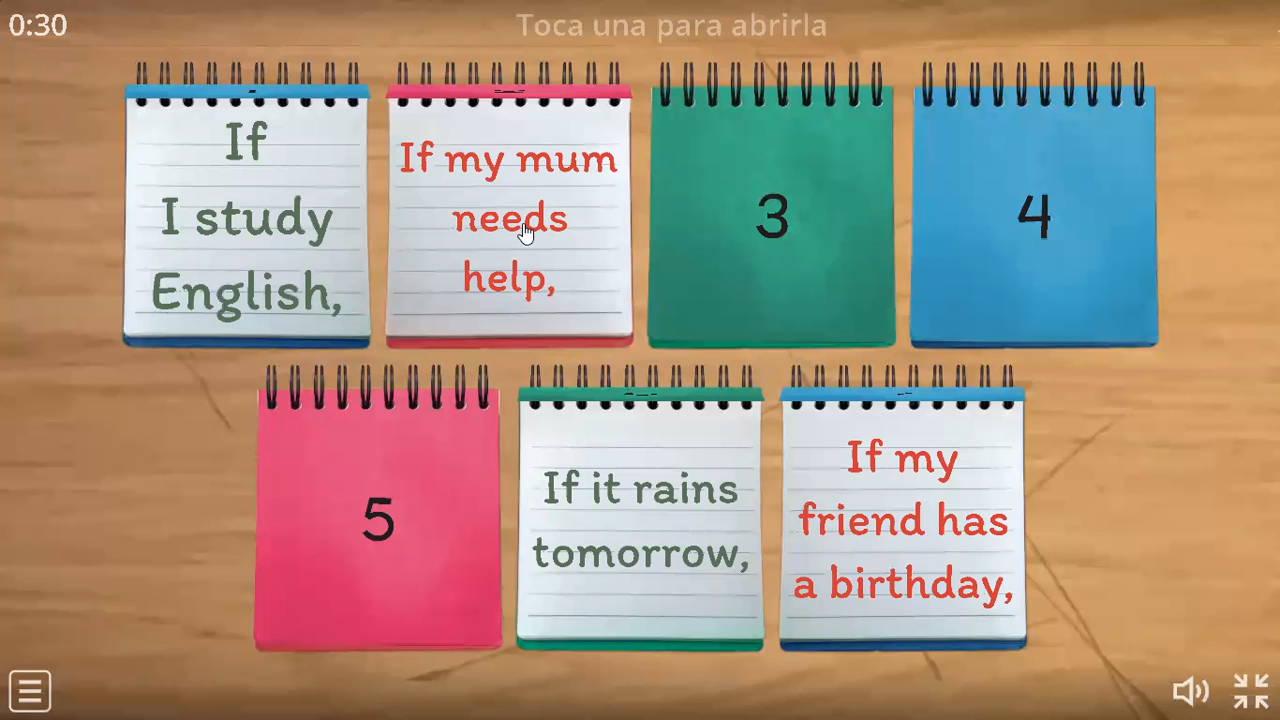 0:30
Toca una para abrirla
If
I study
English,
If my mum
needs
help,
3
4
5
If it rains
tomorrow,
If my
friend has
a birthday,